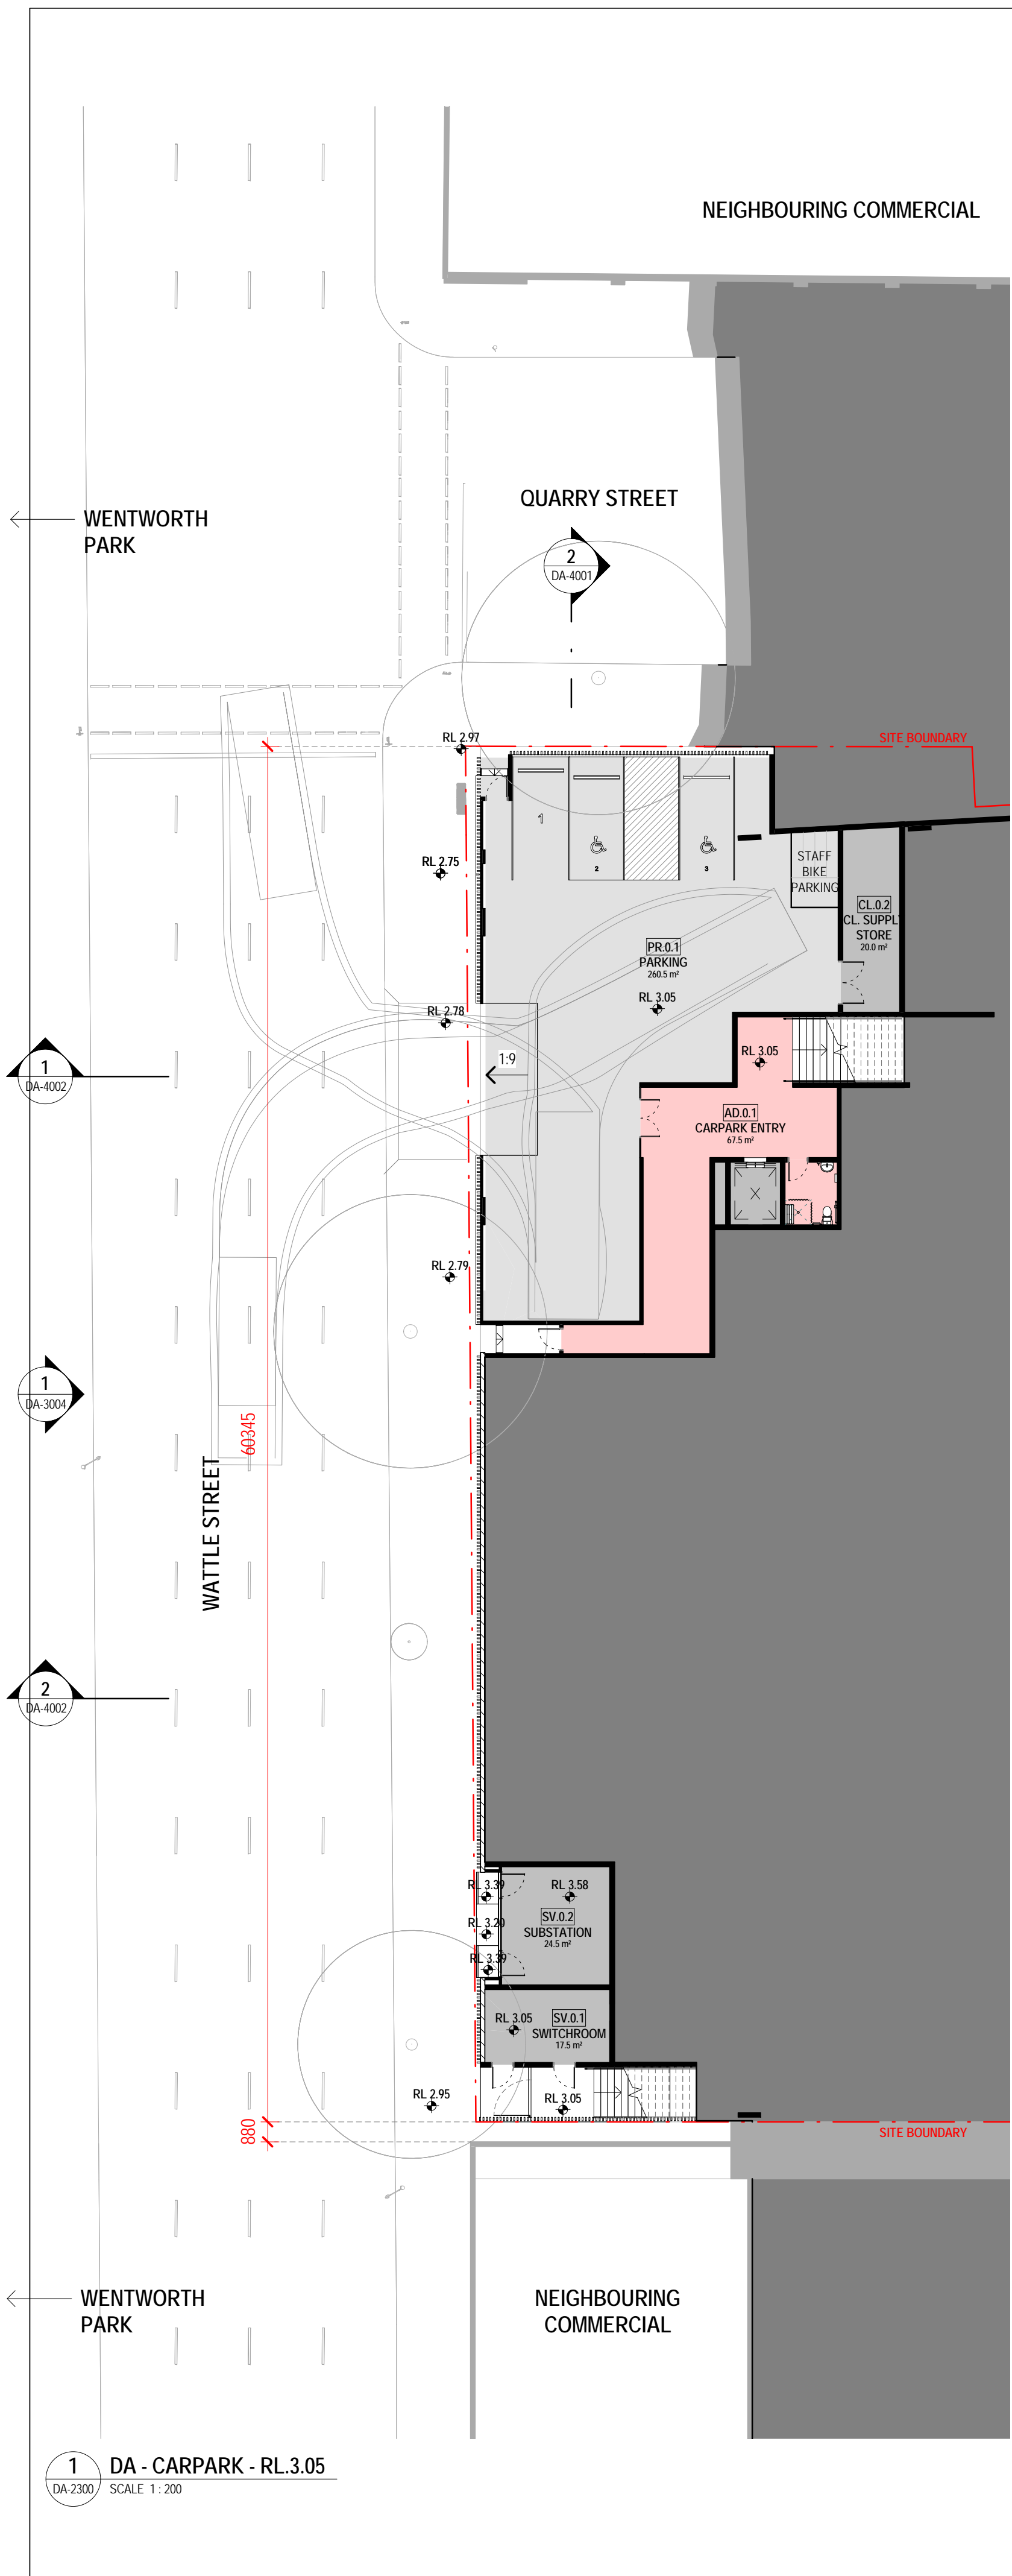 NEIGHBOURING COMMERCIAL
QUARRY STREET
WENTWORTH
PARK
2
DA-4001
RL 2.97
SITE BOUNDARY
1
2
3
RL 2.75
STAFF
BIKE
PARKING
CL.0.2
CL. SUPPLY
STORE
20.0 m²
PR.0.1
PARKING
260.5 m²
RL 3.05
RL 2.78
1:9
RL 3.05
1
DA-4002
AD.0.1
CARPARK ENTRY
67.5 m²
RL 2.79
1
DA-3004
60345
WATTLE STREET
2
DA-4002
RL 3.39
RL 3.58
SV.0.2
SUBSTATION
24.5 m²
RL 3.20
RL 3.39
RL 3.05
SV.0.1
SWITCHROOM
17.5 m²
RL 2.95
RL 3.05
880
SITE BOUNDARY
WENTWORTH
PARK
NEIGHBOURING
COMMERCIAL
1
DA-2300
DA - CARPARK - RL.3.05
SCALE 1 : 200